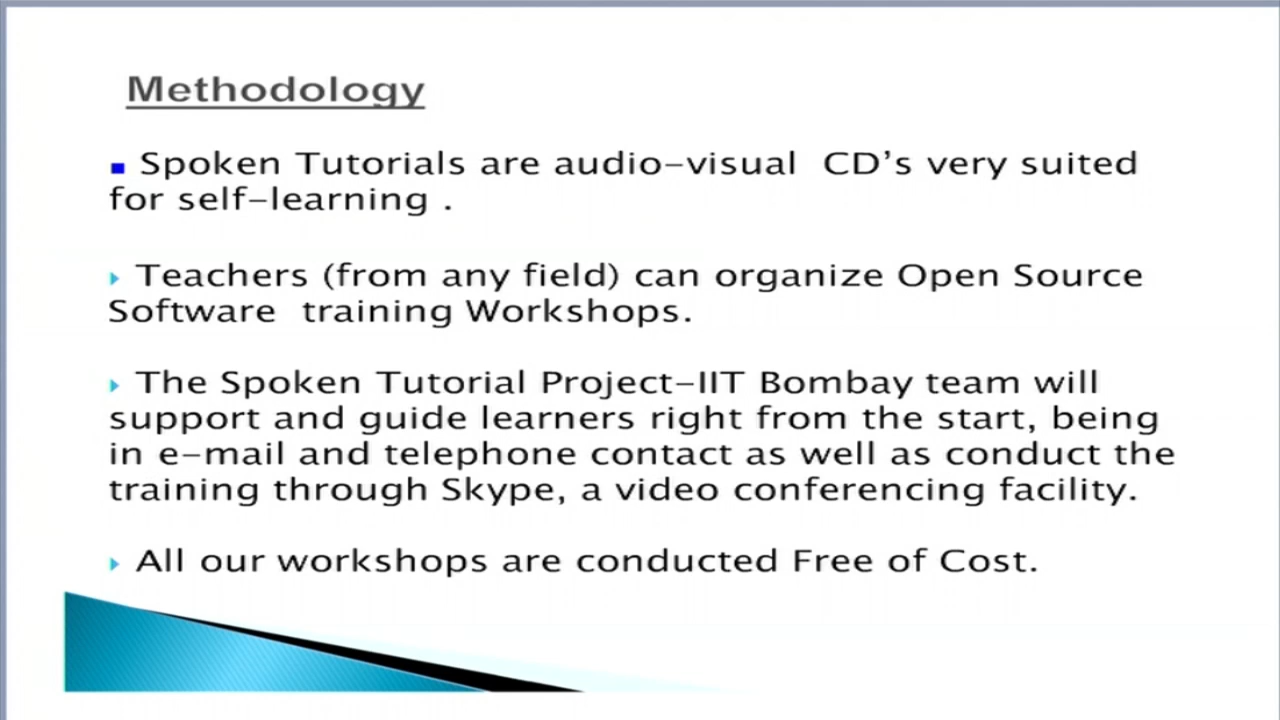 Methodology
Spoken Tutorials are audio-visual CD's very suited
for self-learning .
Teachers (from any field) can organize Open Source
Software training Workshops.
The Spoken Tutorial Project-IIT Bombay team will
support and guide learners right from the start, being
in e-mail and telephone contact as well as conduct the
training through Skype, a video conferencing facility.
All our workshops are conducted Free of Cost.